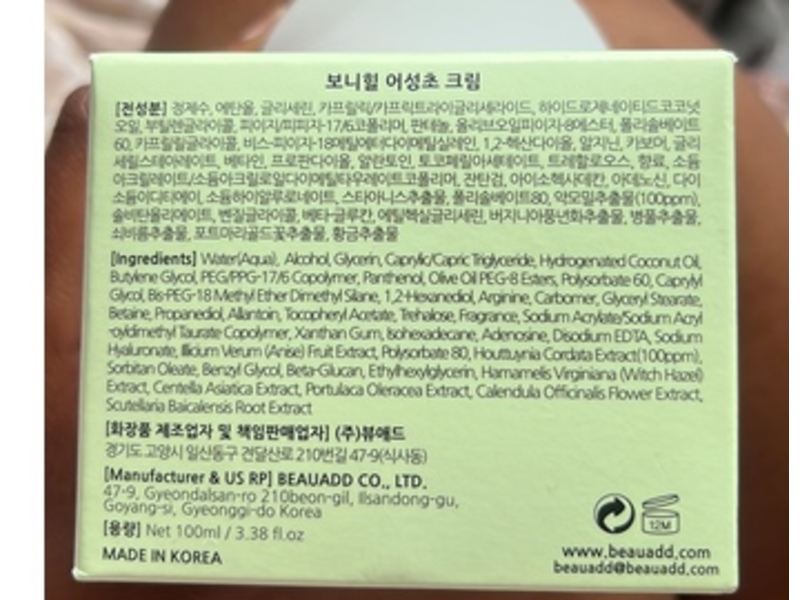 보니힐 어성초 크림
[전성분] 정제수, 에탄올, 글리세린, 카프릴릭/카프릭트라이글리세라이드, 하이드로제네이티드코코넛
오일, 부틸렌글라이콜, 피이지/피피지-17/6코폴리머, 판테놀, 올리브오일피이지-8에스터, 폴리솔베이트
60, 카프릴릴글라이콜, 비스-피이지-18메틸에터다이메틸실레인, 1,2-헥산다이올, 알지닌, 카보머, 글리
세릴스테아레이트, 베타인, 프로판다이올, 알란토인, 토코페릴아세테이트, 트레할로오스, 향료, 소듐
아크릴레이트/소듐아크릴로일다이메틸타우레이트코폴리머, 잔탄검, 아이소헥사데칸, 아데노신, 다이
소듐이디티에이, 소듐하이알루로네이트, 스타아니스추출물, 폴리솔베이트80, 약모밀추출물(100ppm),
솔비탄올리에이트, 벤질글라이콜, 베타-글루칸, 에틸헥실글리세린, 버지니아풍년화추출물, 병풀추출물,
쇠비름추출물, 포트마리골드꽃추출물, 황금추출물
[Ingredients] Water(Aqua), Alcohol, Glycerin, Caprylic/Capric Triglyceride, Hydrogenated Coconut Oil,
Butylene Glycol, PEG/PPG-17/6 Copolymer, Panthenol, Olive Oil PEG-8 Esters, Polysorbate 60, Caprylyl
Glycol, Bis-PEG-18 Methyl Ether Dimethyl Silane, 1,2-Hexanediol, Arginine, Carbomer, Glyceryl Stearate,
Betaine, Propanediol, Allantoin, Tocopheryl Acetate, Trehalose, Fragrance, Sodium Acrylate/Sodium Acryl
-oyldimethyl Taurate Copolymer, Xanthan Gum, Isohexadecane, Adenosine, Disodium EDTA, Sodium
Hyaluronate, Illicium Verum (Anise) Fruit Extract, Polysorbate 80, Houttuynia Cordata Extract(100ppm),
Sorbitan Oleate, Benzyl Glycol, Beta-Glucan, Ethylhexylglycerin, Hamamelis Virginiana (Witch Hazel)
Extract, Centella Asiatica Extract, Portulaca Oleracea Extract, Calendula Officinalis Flower Extract,
Scutellaria Baicalensis Root Extract
[화장품 제조업자 및 책임판매업자] (주)뷰애드
경기도 고양시 일산동구 견달산로 210번길 47-9(식사동)
[Manufacturer & US RP] BEAUADD CO., LTD.
47-9, Gyeondalsan-ro 210beon-gil, Ilsandong-gu,
Goyang-si, Gyeonggi-do Korea
[용량] Net 100ml / 3.38 fl.oz
MADE IN KOREA
12M
www.beauadd.com
beauadd@beauadd.com